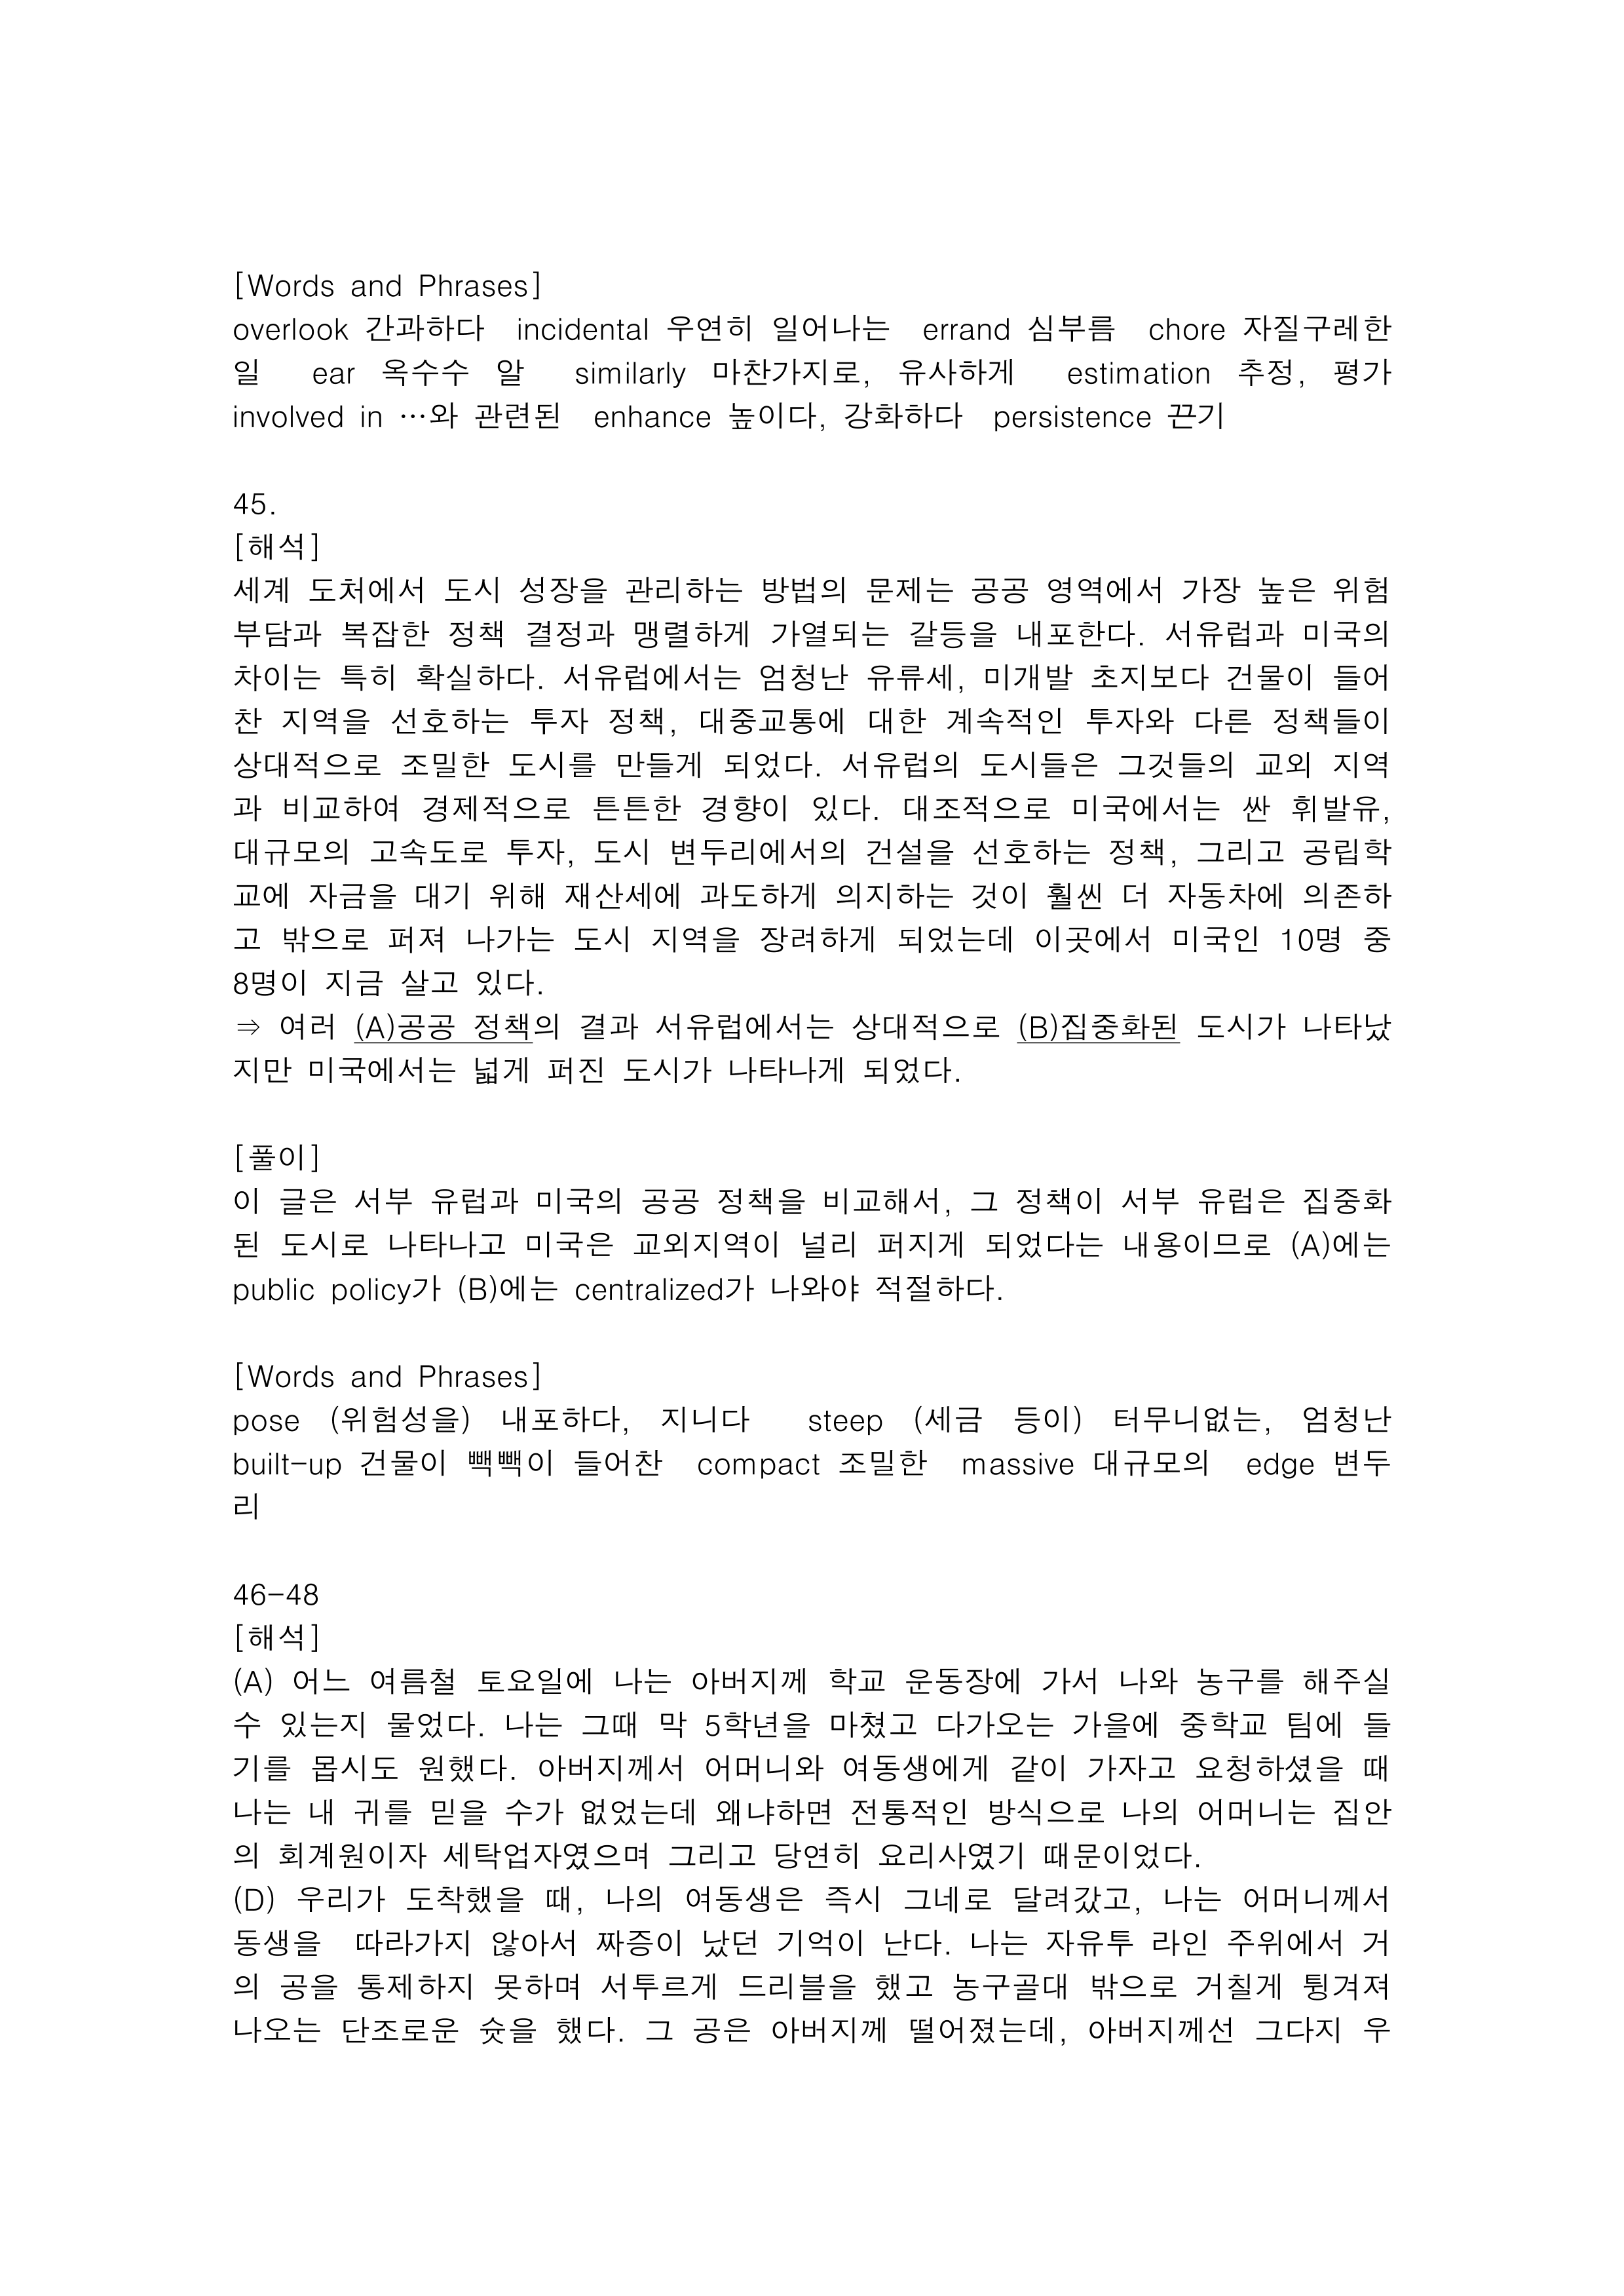 [Words and Phrases]
overlook 간과하다  incidental 우연히 일어나는  errand 심부름  chore 자질구레한
일  ear 옥수수 알  similarly 마찬가지로, 유사하게  estimation 추정, 평가
involved in …와 관련된  enhance 높이다, 강화하다  persistence 끈기
45.
[해석]
세계 도처에서 도시 성장을 관리하는 방법의 문제는 공공 영역에서 가장 높은 위험
부담과 복잡한 정책 결정과 맹렬하게 가열되는 갈등을 내포한다. 서유럽과 미국의
차이는 특히 확실하다. 서유럽에서는 엄청난 유류세, 미개발 초지보다 건물이 들어
찬 지역을 선호하는 투자 정책, 대중교통에 대한 계속적인 투자와 다른 정책들이
상대적으로 조밀한 도시를 만들게 되었다. 서유럽의 도시들은 그것들의 교외 지역
과 비교하여 경제적으로 튼튼한 경향이 있다. 대조적으로 미국에서는 싼 휘발유,
대규모의 고속도로 투자, 도시 변두리에서의 건설을 선호하는 정책, 그리고 공립학
교에 자금을 대기 위해 재산세에 과도하게 의지하는 것이 훨씬 더 자동차에 의존하
고 밖으로 퍼져 나가는 도시 지역을 장려하게 되었는데 이곳에서 미국인 10명 중
8명이 지금 살고 있다.
⇒ 여러 (A)공공 정책의 결과 서유럽에서는 상대적으로 (B)집중화된 도시가 나타났
지만 미국에서는 넓게 퍼진 도시가 나타나게 되었다.
[풀이]
이 글은 서부 유럽과 미국의 공공 정책을 비교해서, 그 정책이 서부 유럽은 집중화
된 도시로 나타나고 미국은 교외지역이 널리 퍼지게 되었다는 내용이므로 (A)에는
public policy가 (B)에는 centralized가 나와야 적절하다.
[Words and Phrases]
pose (위험성을) 내포하다, 지니다  steep (세금 등이) 터무니없는, 엄청난
built-up 건물이 빽빽이 들어찬  compact 조밀한  massive 대규모의  edge 변두
리
46-48
[해석]
(A) 어느 여름철 토요일에 나는 아버지께 학교 운동장에 가서 나와 농구를 해주실
수 있는지 물었다. 나는 그때 막 5학년을 마쳤고 다가오는 가을에 중학교 팀에 들
기를 몹시도 원했다. 아버지께서 어머니와 여동생에게 같이 가자고 요청하셨을 때
나는 내 귀를 믿을 수가 없었는데 왜냐하면 전통적인 방식으로 나의 어머니는 집안
의 회계원이자 세탁업자였으며 그리고 당연히 요리사였기 때문이었다.
(D) 우리가 도착했을 때, 나의 여동생은 즉시 그네로 달려갔고, 나는 어머니께서
동생을  따라가지 않아서 짜증이 났던 기억이 난다. 나는 자유투 라인 주위에서 거
의 공을 통제하지 못하며 서투르게 드리블을 했고 농구골대 밖으로 거칠게 튕겨져
나오는 단조로운 슛을 했다. 그 공은 아버지께 떨어졌는데, 아버지께선 그다지 우